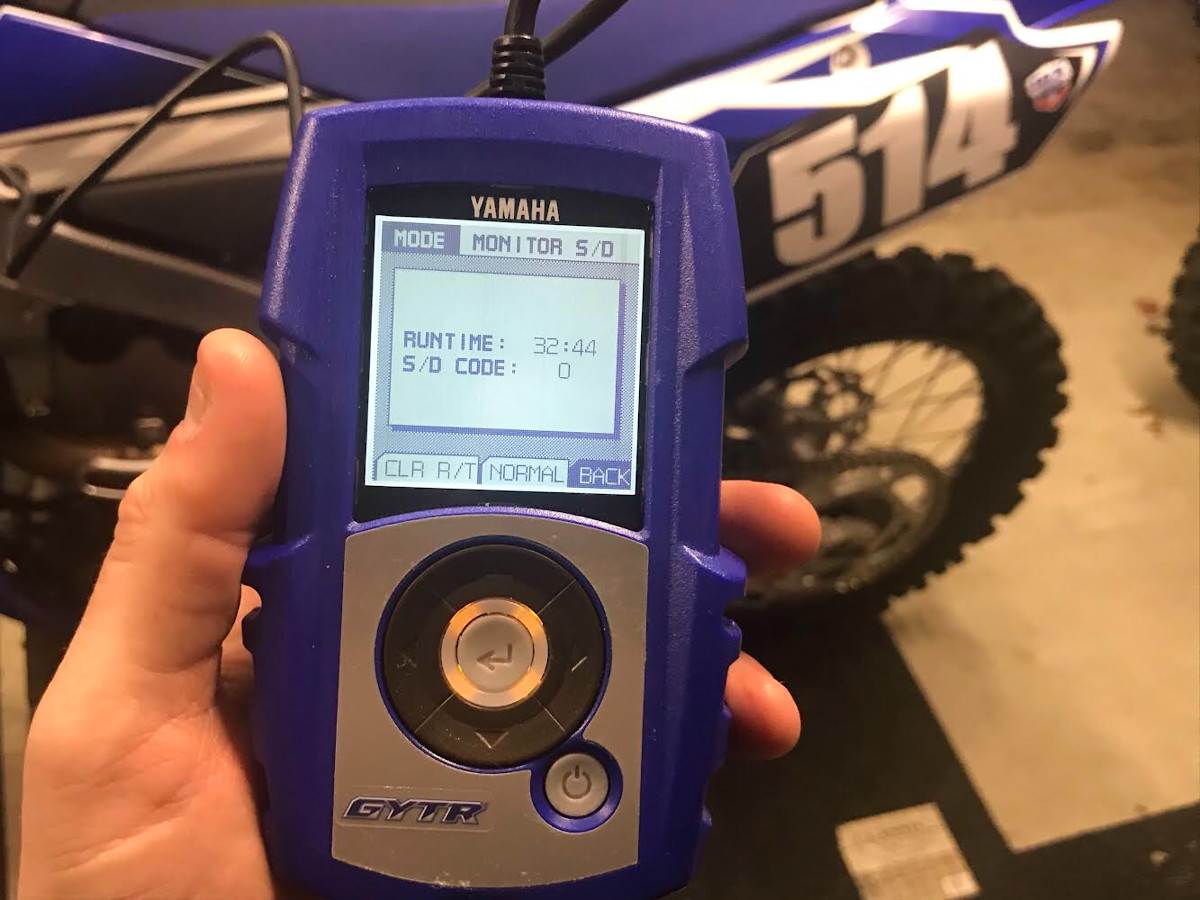 514
YAMAHA
MODE MONITOR S/D
RUNTIME: 32:44
S/D CODE: 0
CLR R/T NORMAL BACK
GYTR